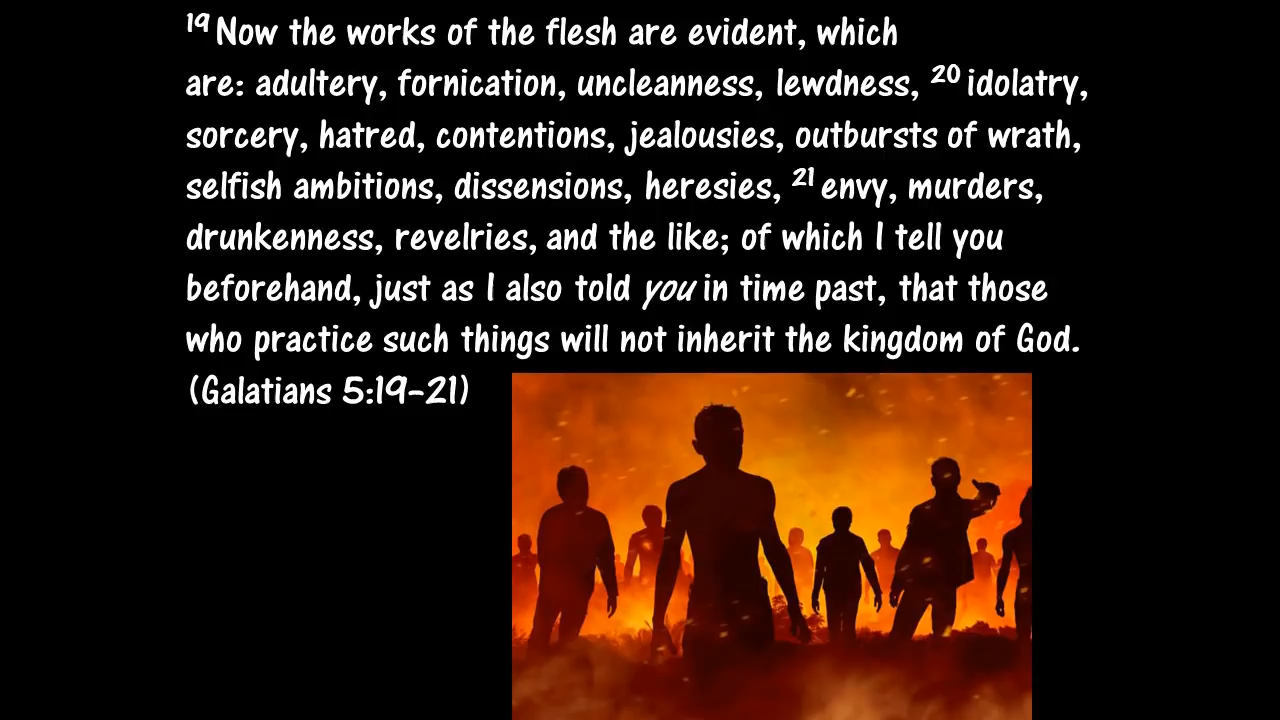 19 Now the works of the flesh are evident, which
are: adultery, fornication, uncleanness, lewdness, 20 idolatry,
sorcery, hatred, contentions, jealousies, outbursts of wrath,
selfish ambitions, dissensions, heresies, 21 envy, murders,
drunkenness, revelries, and the like; of which I tell you
beforehand, just as I also told you in time past, that those
who practice such things will not inherit the kingdom of God.
(Galatians 5:19-21)